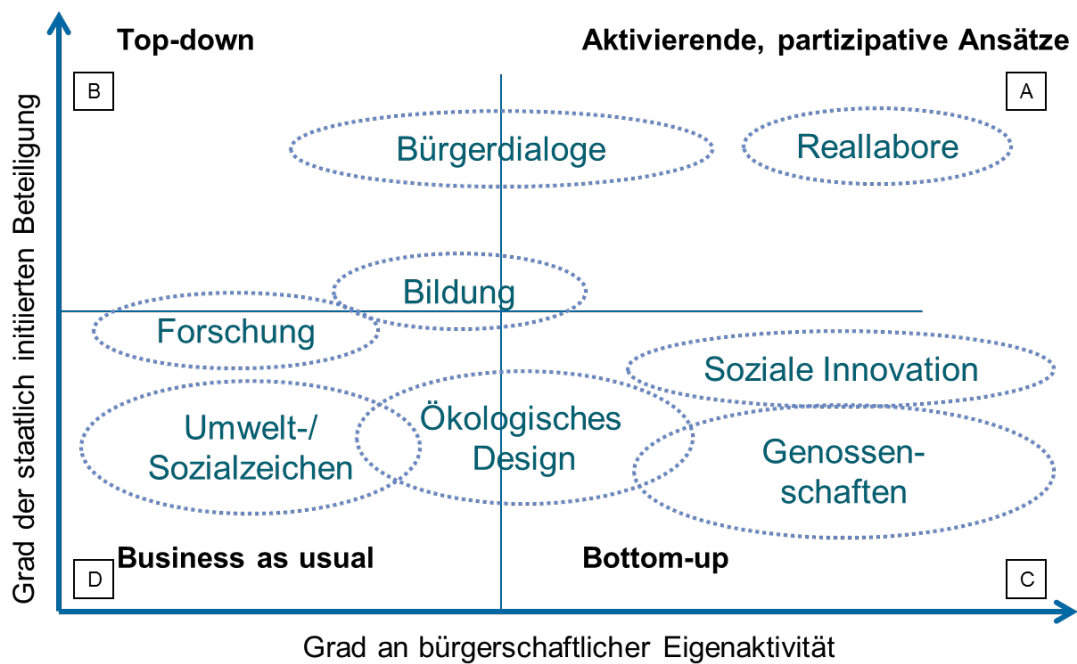 Top-down
Aktivierende, partizipative Ansätze
B
A
Bürgerdialoge
Reallabore
Bildung
Forschung
Soziale Innovation
Umwelt-/
Sozialzeichen
Ökologisches
Design
Genossen-
schaften
Business as usual
Bottom-up
D
C
Grad der staatlich initiierten Beteiligung
Grad an bürgerschaftlicher Eigenaktivität